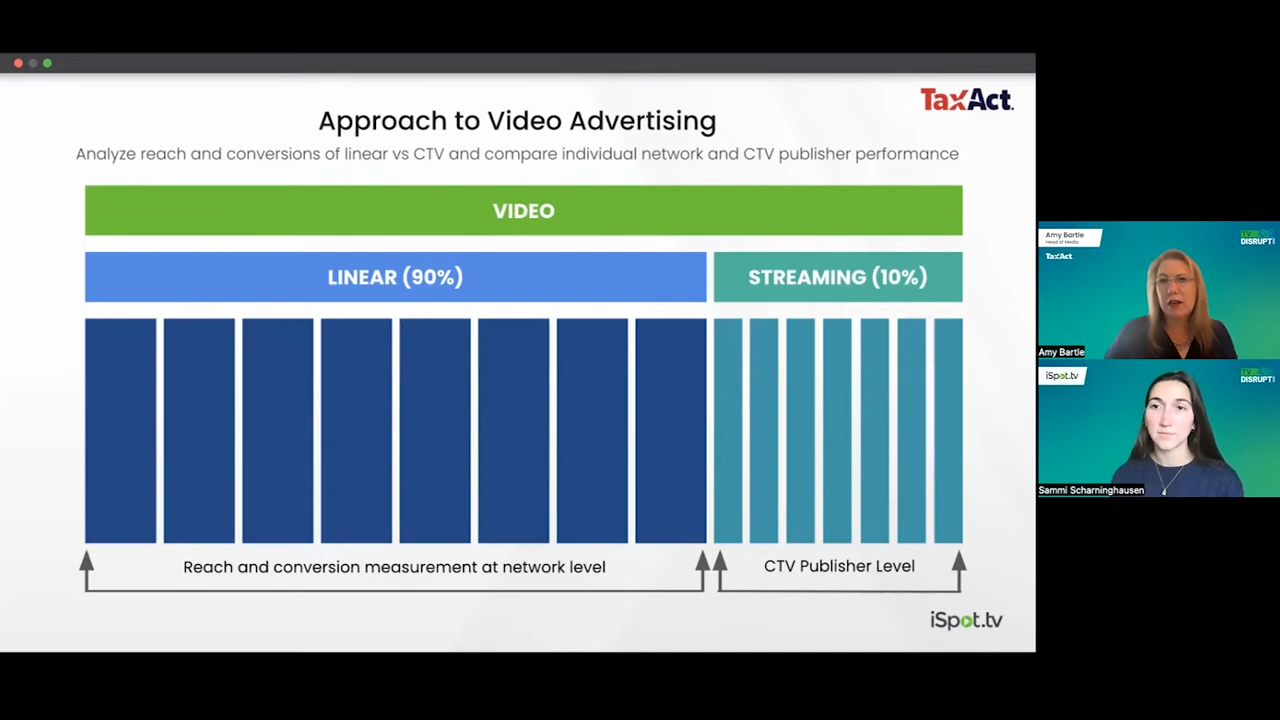 TaxAct.
Approach to Video Advertising
Analyze reach and conversions of linear vs CTV and compare individual network and CTV publisher performance
VIDEO
LINEAR (90%)
STREAMING (10%)
Reach and conversion measurement at network level
CTV Publisher Level
iSpot.tv
Amy Bartle
Head of Media
TaxAct
DISRUPT
Amy Bartle
iSpot.tv
DISRUPT
Sammi Scharninghausen